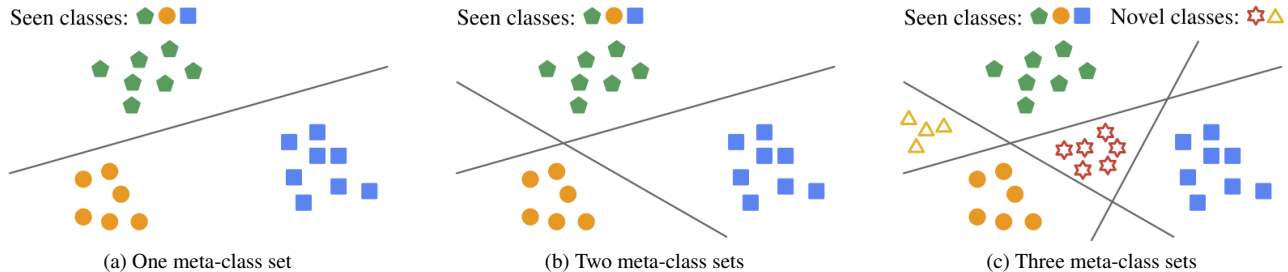 Seen classes:
Seen classes:
Seen classes: Novel classes:
(a) One meta-class set
(b) Two meta-class sets
(c) Three meta-class sets